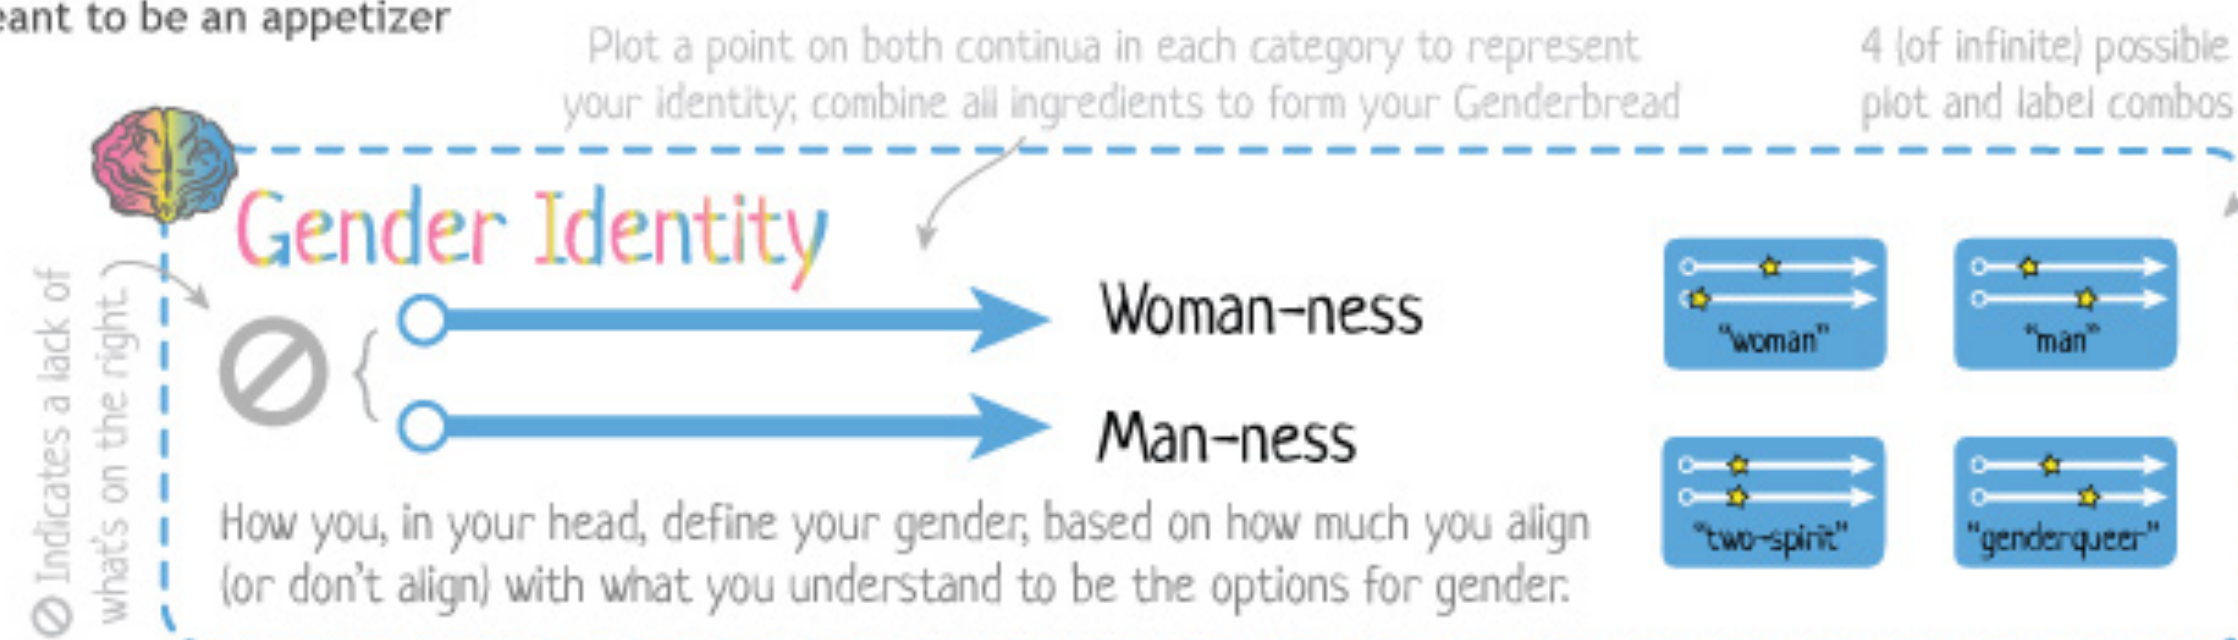 eant to be an appetizer
Plot a point on both continua in each category to represent
your identity; combine all ingredients to form your Genderbread
4 (of infinite) possible
plot and label combos
Gender Identity
⊘ Indicates a lack of
what's on the right.
Woman-ness
Man-ness
"woman"
"man"
"two-spirit"
"genderqueer"
How you, in your head, define your gender, based on how much you align
(or don't align) with what you understand to be the options for gender.